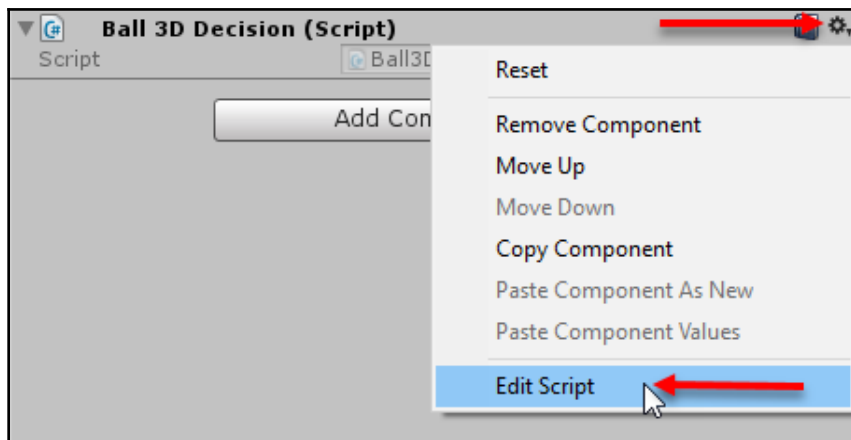 Ball 3D Decision (Script)
Script
Ball3D
Add Con
Reset
Remove Component
Move Up
Move Down
Copy Component
Paste Component As New
Paste Component Values
Edit Script